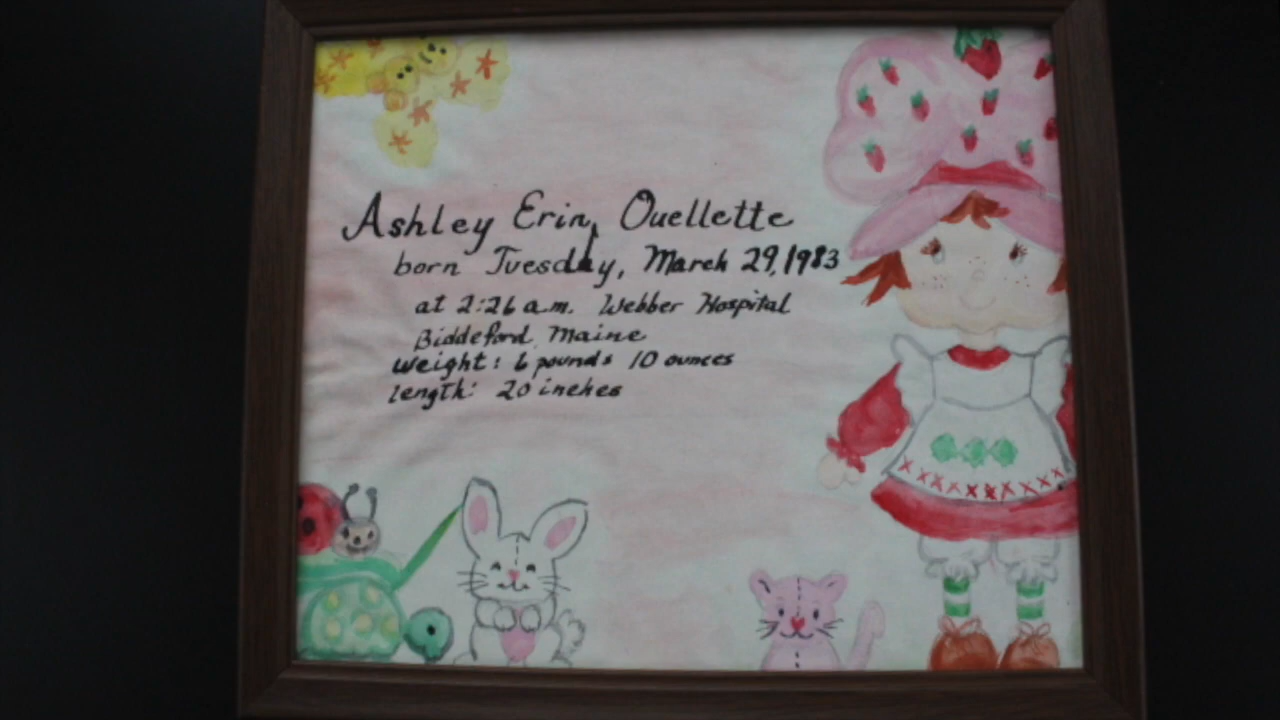 Ashley Erin Ouellette
born Tuesday, March 29, 1983
at 2:26 a.m. Webber Hospital
Biddeford, Maine
weight: 6 pounds 10 ounces
length: 20 inches